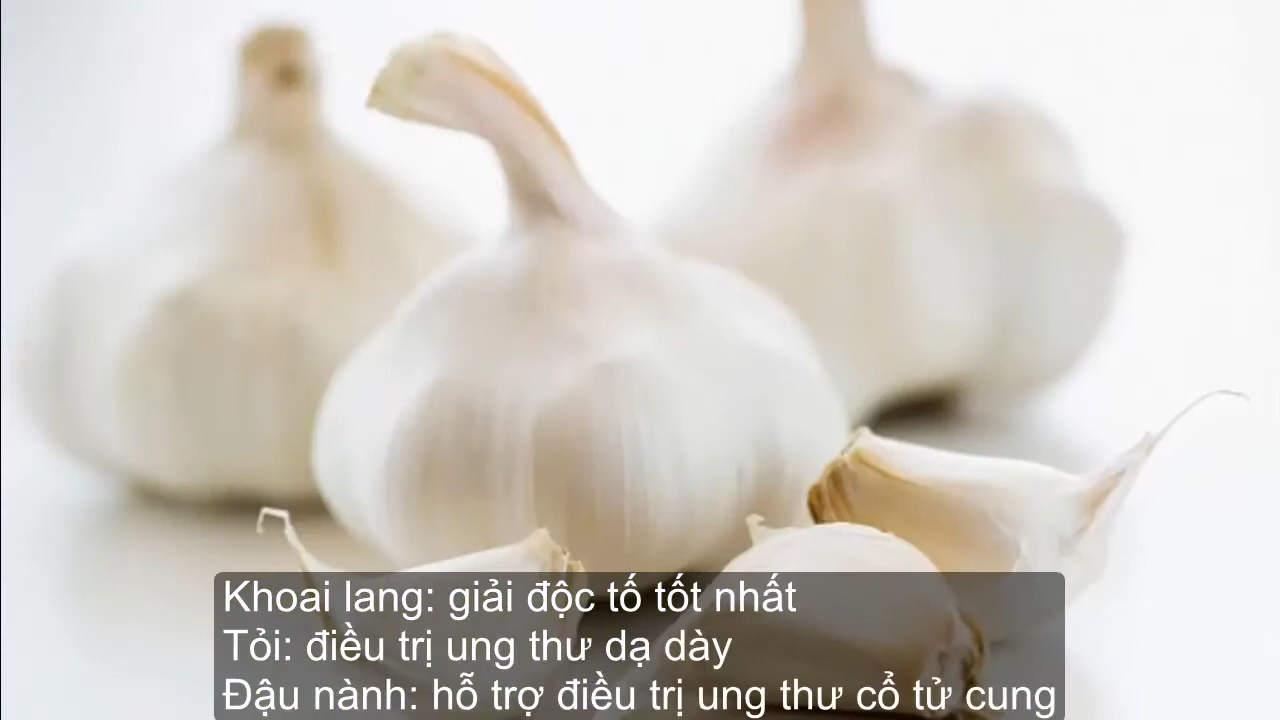 Khoai lang: giải độc tố tốt nhất
Tỏi: điều trị ung thư dạ dày
Đậu nành: hỗ trợ điều trị ung thư cổ tử cung